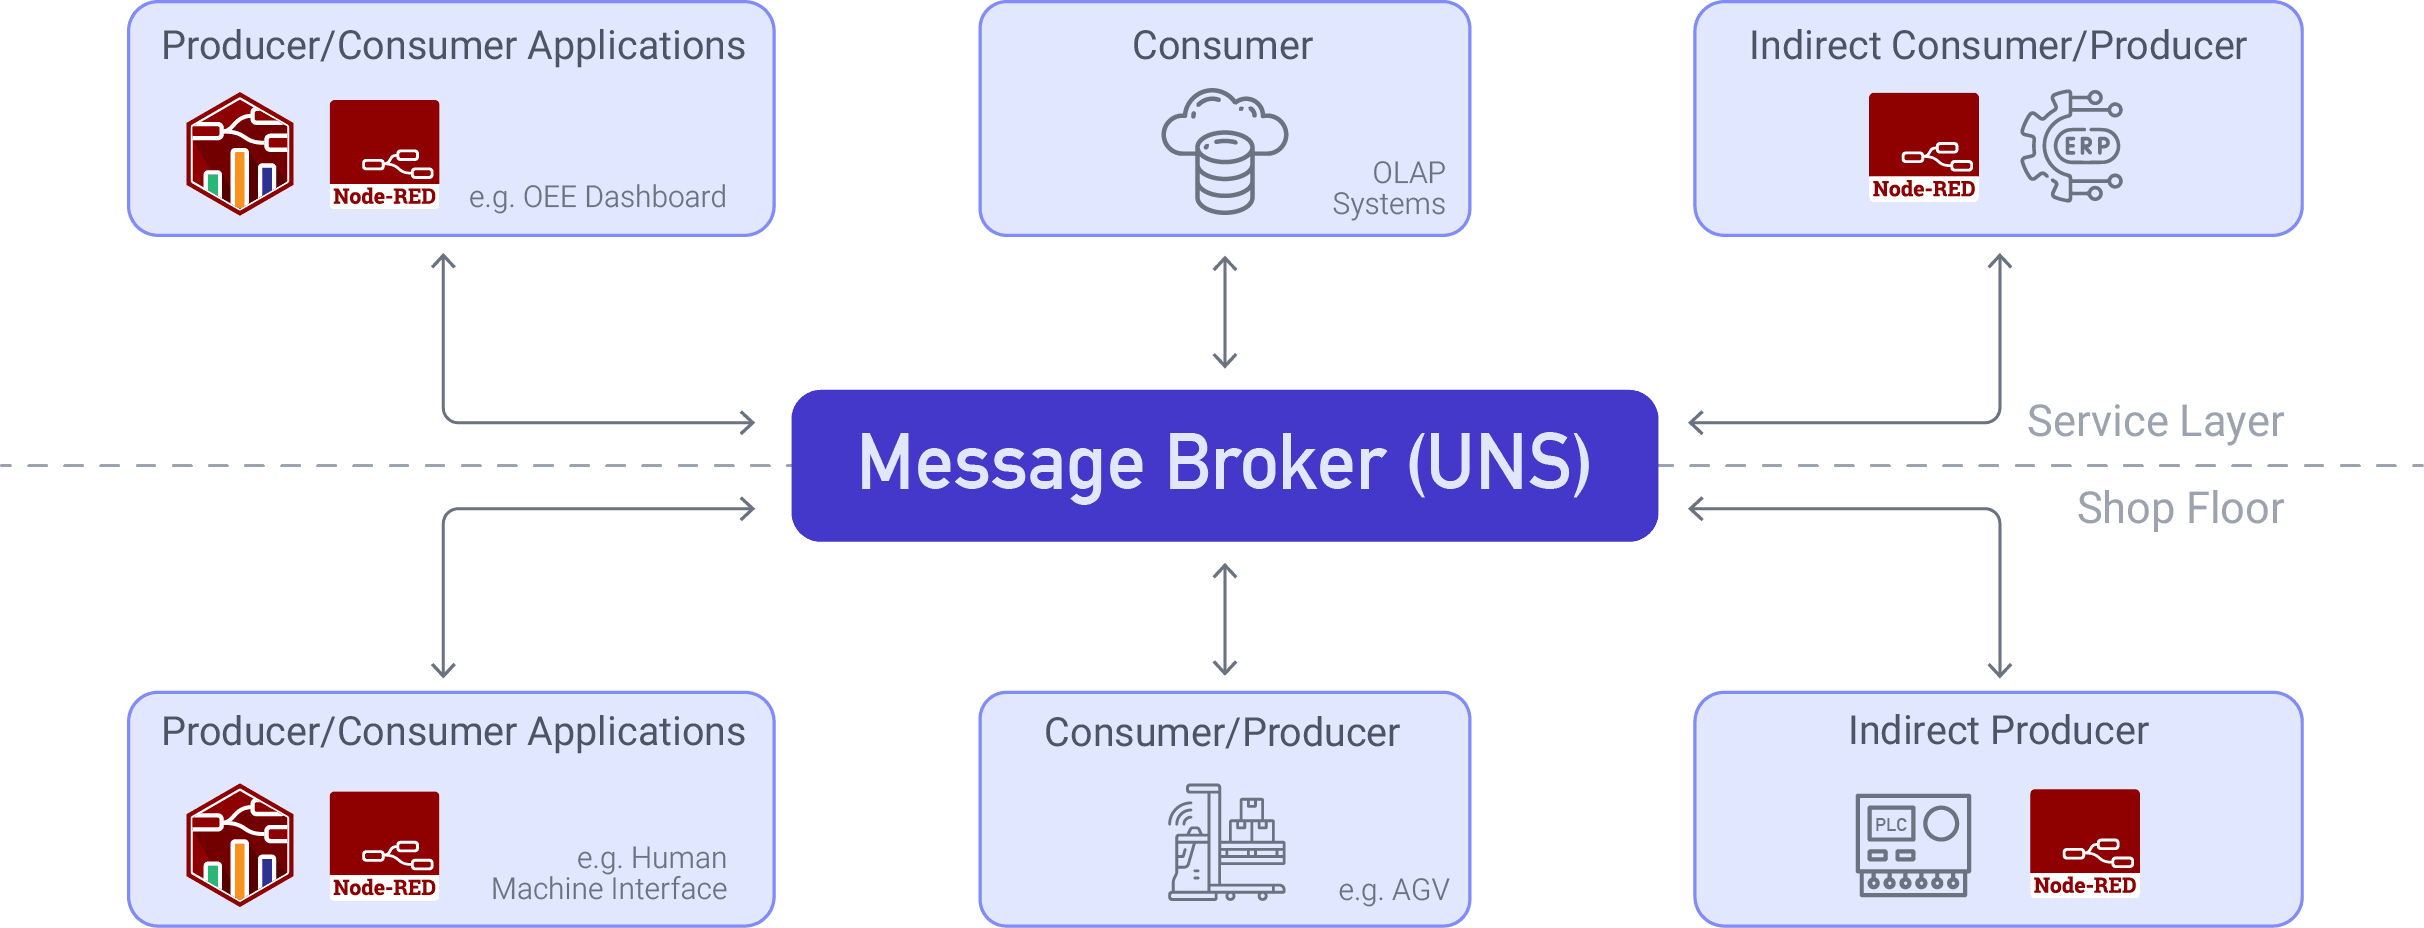 Producer/Consumer Applications
Node-RED
e.g. OEE Dashboard
Consumer
OLAP
Systems
Indirect Consumer/Producer
Node-RED
ERP
Message Broker (UNS)
Service Layer
Shop Floor
Producer/Consumer Applications
Node-RED
e.g. Human
Machine Interface
Consumer/Producer
e.g. AGV
Indirect Producer
PLC
Node-RED